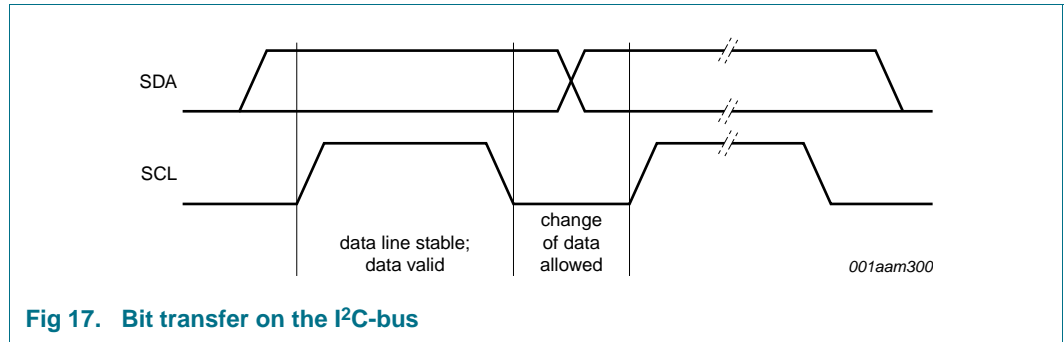 SDA
SCL
data line stable;
data valid
change
of data
allowed
001aam300
Fig 17. Bit transfer on the I²C-bus